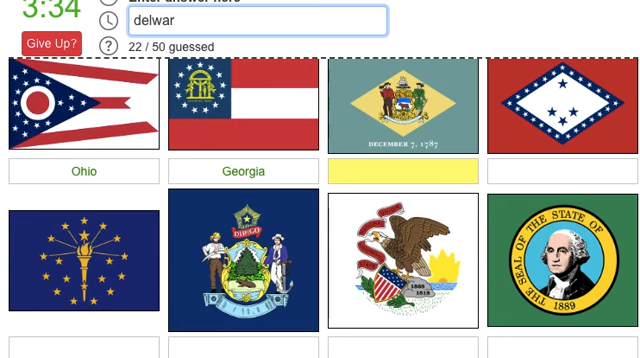 3:34
Enter answer here
delwar
Give Up?
22 / 50 guessed
DECEMBER 7, 1787
Ohio
Georgia
DIRIGO
1868
1818
THE SEAL OF THE STATE OF
1889